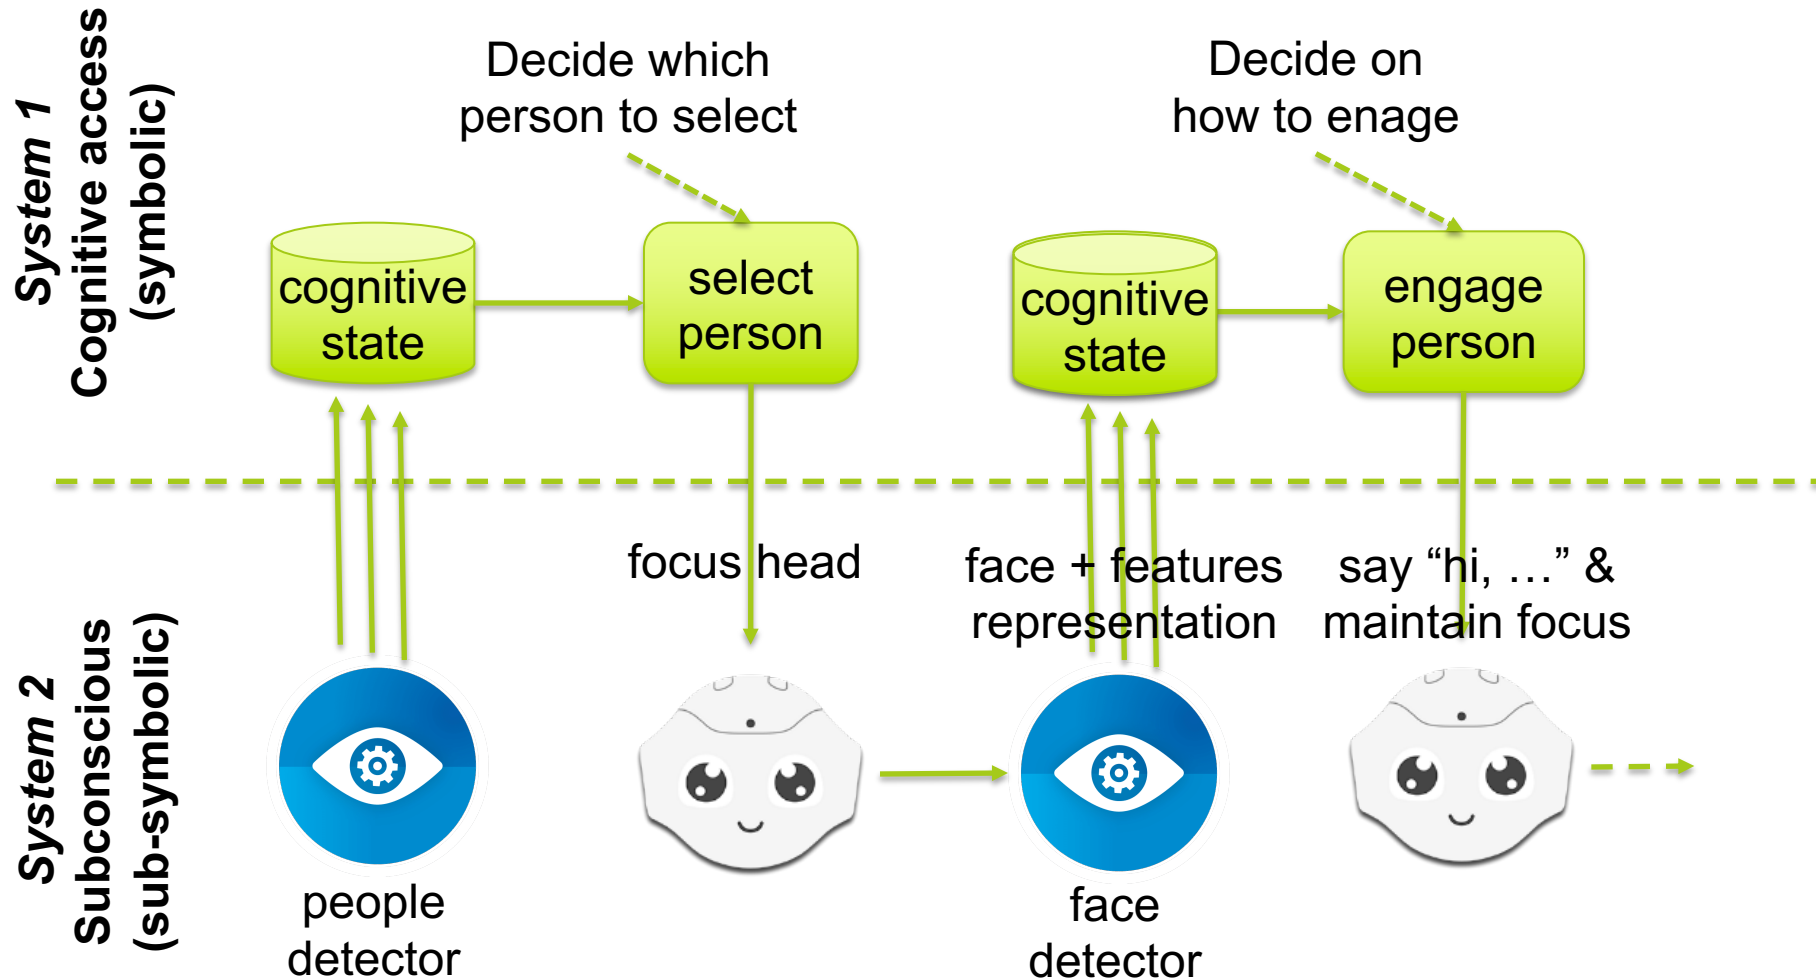 System 1
Cognitive access
(symbolic)
Decide which
person to select
Decide on
how to enage
cognitive
state
select
person
cognitive
state
engage
person
System 2
Subconscious
(sub-symbolic)
focus head
face + features
representation
say “hi, …” &
maintain focus
people
detector
face
detector